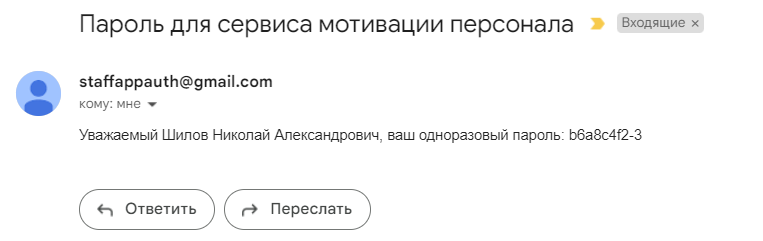 Пароль для сервиса мотивации персонала Входящие ×
staffappauth@gmail.com
кому: мне
Уважаемый Шилов Николай Александрович, ваш одноразовый пароль: b6a8c4f2-3
Ответить Переслать